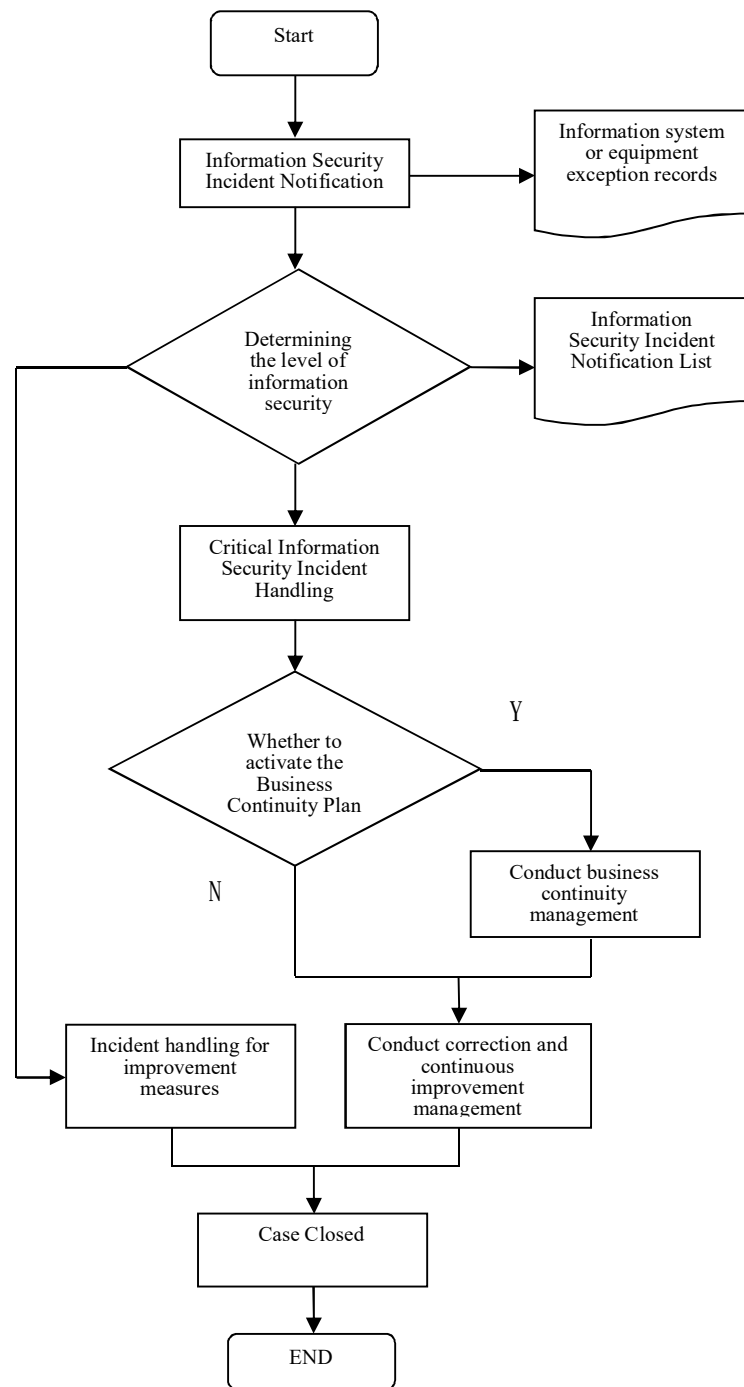 Start
Information Security
Incident Notification
Information system
or equipment
exception records
Determining
the level of
information
security
Information
Security Incident
Notification List
Critical Information
Security Incident
Handling
Y
Whether to
activate the
Business
Continuity Plan
N
Conduct business
continuity
management
Incident handling for
improvement
measures
Conduct correction and
continuous
improvement
management
Case Closed
END